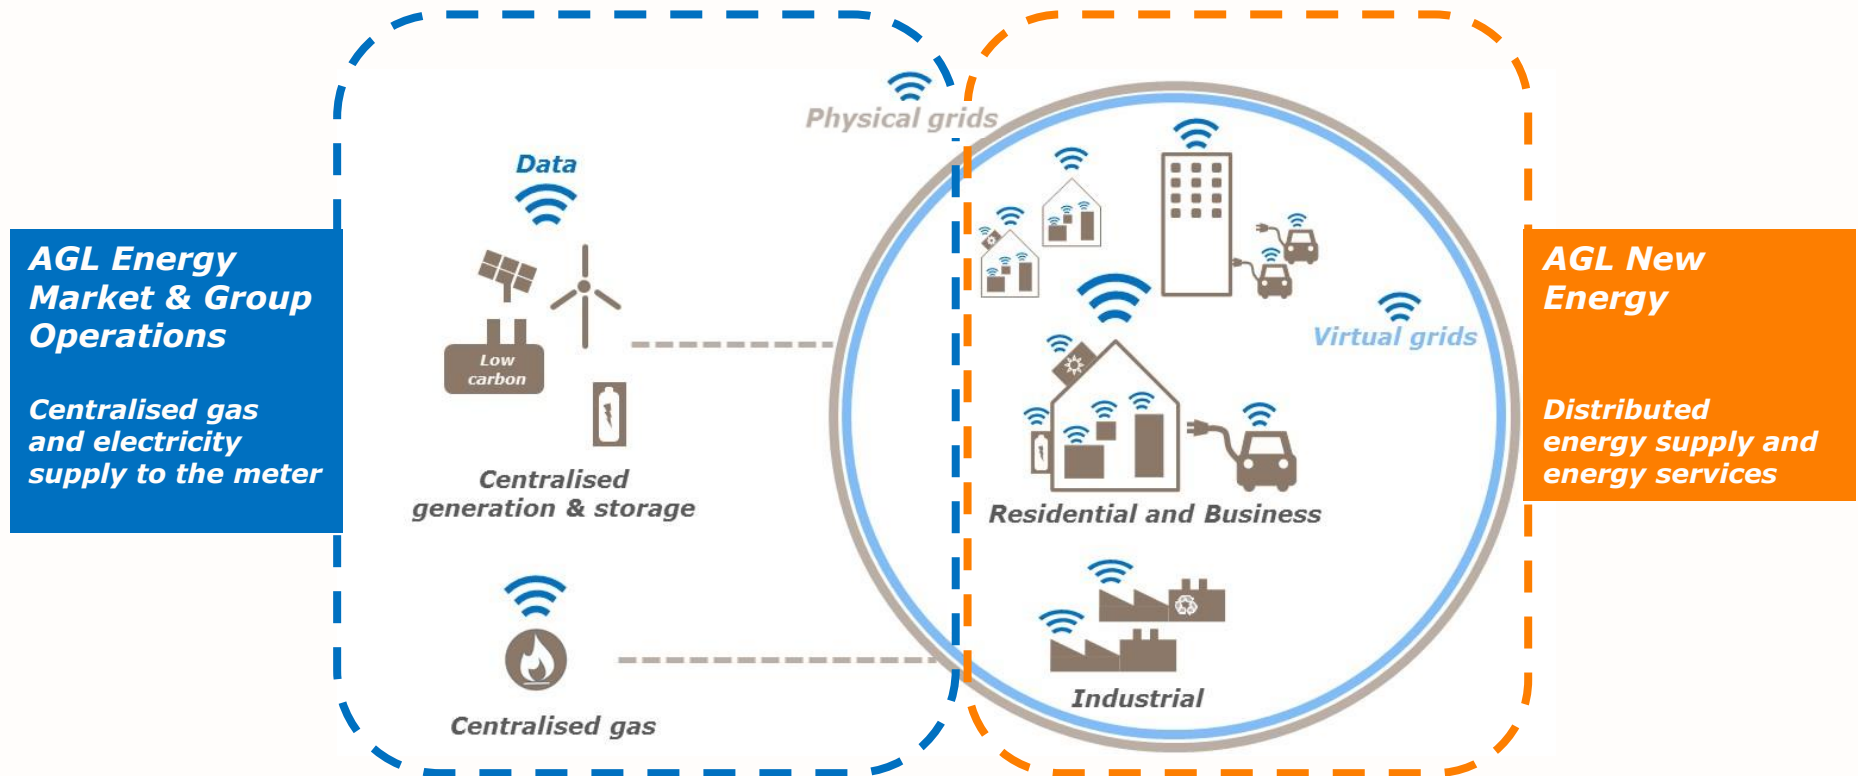 AGL Energy
Market & Group
Operations
Centralised gas
and electricity
supply to the meter
Data
Physical grids
Low
carbon
Centralised
generation & storage
Centralised gas
Virtual grids
Residential and Business
Industrial
AGL New
Energy
Distributed
energy supply and
energy services